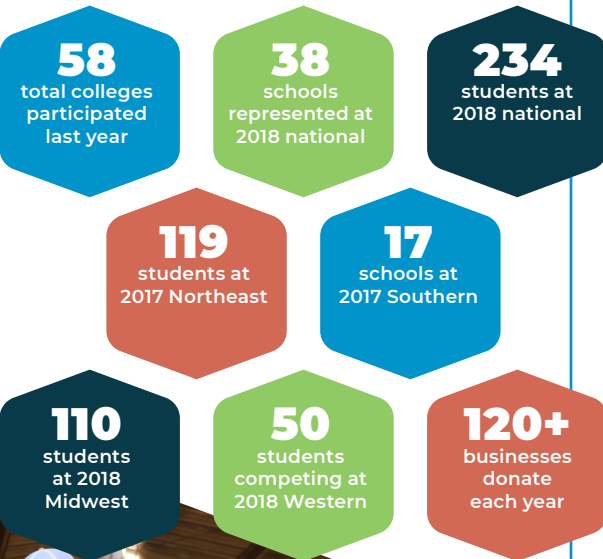 58
total colleges
participated
last year
38
schools
represented at
2018 national
234
students at
2018 national
119
students at
2017 Northeast
17
schools at
2017 Southern
110
students
at 2018
Midwest
50
students
competing at
2018 Western
120+
businesses
donate
each year